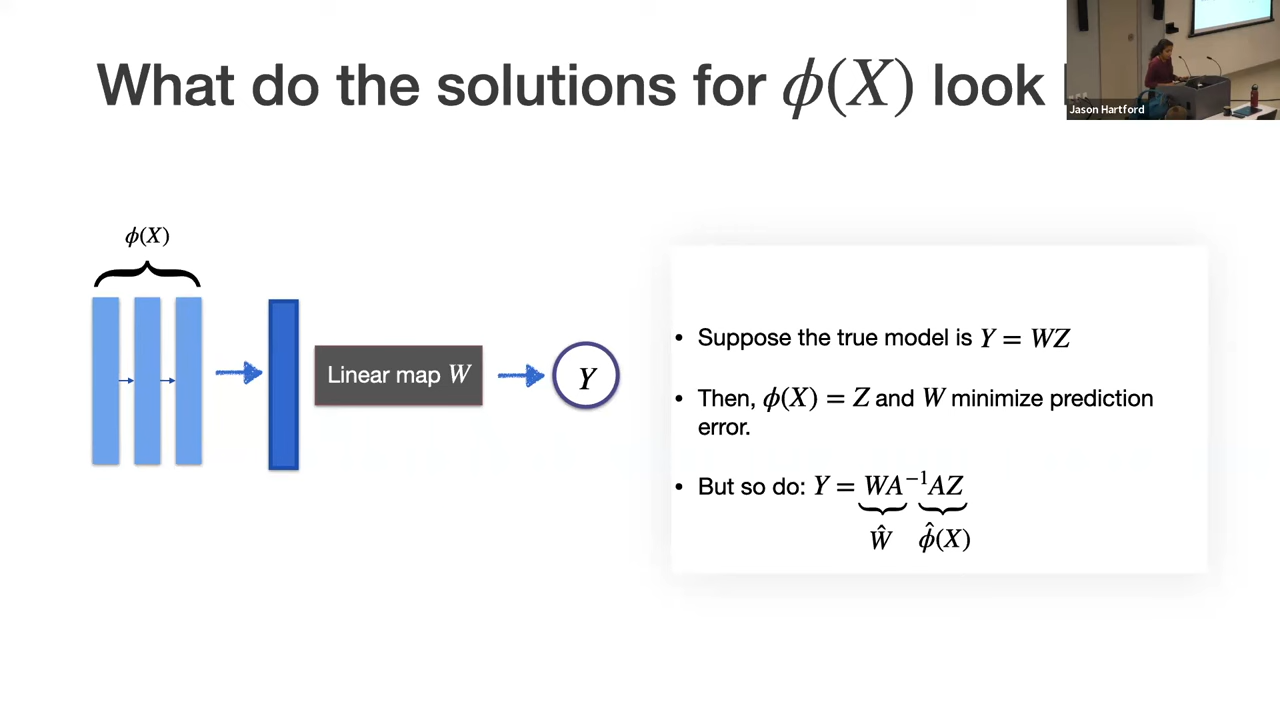 What do the solutions for ϕ(X) look
Jason Hartford
ϕ(X)
Linear map W
Y
• Suppose the true model is Y = WZ
• Then, ϕ(X) = Z and W minimize prediction
error.
• But so do: Y = WA⁻¹AZ
Ŵ ϕ̂(X)